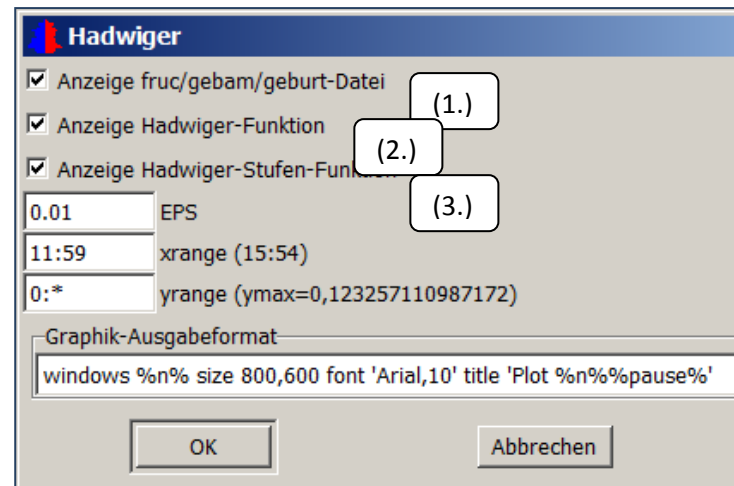 Hadwiger
Anzeige fruc/gebam/geburt-Datei
(1.)
Anzeige Hadwiger-Funktion
(2.)
Anzeige Hadwiger-Stufen-Funktion
(3.)
0.01 EPS
11:59 xrange (15:54)
0:* yrange (ymax=0,123257110987172)
Graphik-Ausgabeformat
windows %n% size 800,600 font 'Arial,10' title 'Plot %n%%pause%'
OK Abbrechen